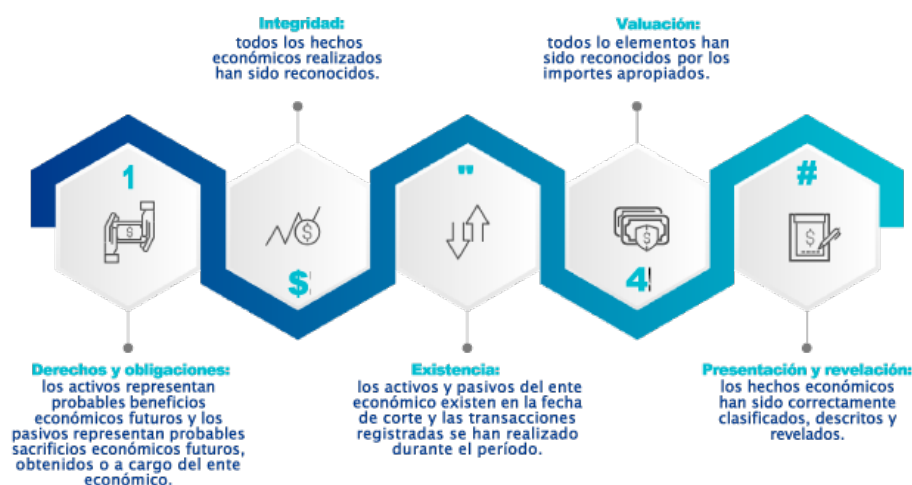 Integridad:
todos los hechos
económicos realizados
han sido reconocidos.
Valuación:
todos lo elementos han
sido reconocidos por los
importes apropiados.
1
$
"
4
#
$
$
$
Derechos y obligaciones:
los activos representan
probables beneficios
económicos futuros y los
pasivos representan probables
sacrificios económicos futuros,
obtenidos o a cargo del ente
económico.
Existencia:
los activos y pasivos del ente
económico existen en la fecha
de corte y las transacciones
registradas se han realizado
durante el período.
Presentación y revelación:
los hechos económicos
han sido correctamente
clasificados, descritos y
revelados.